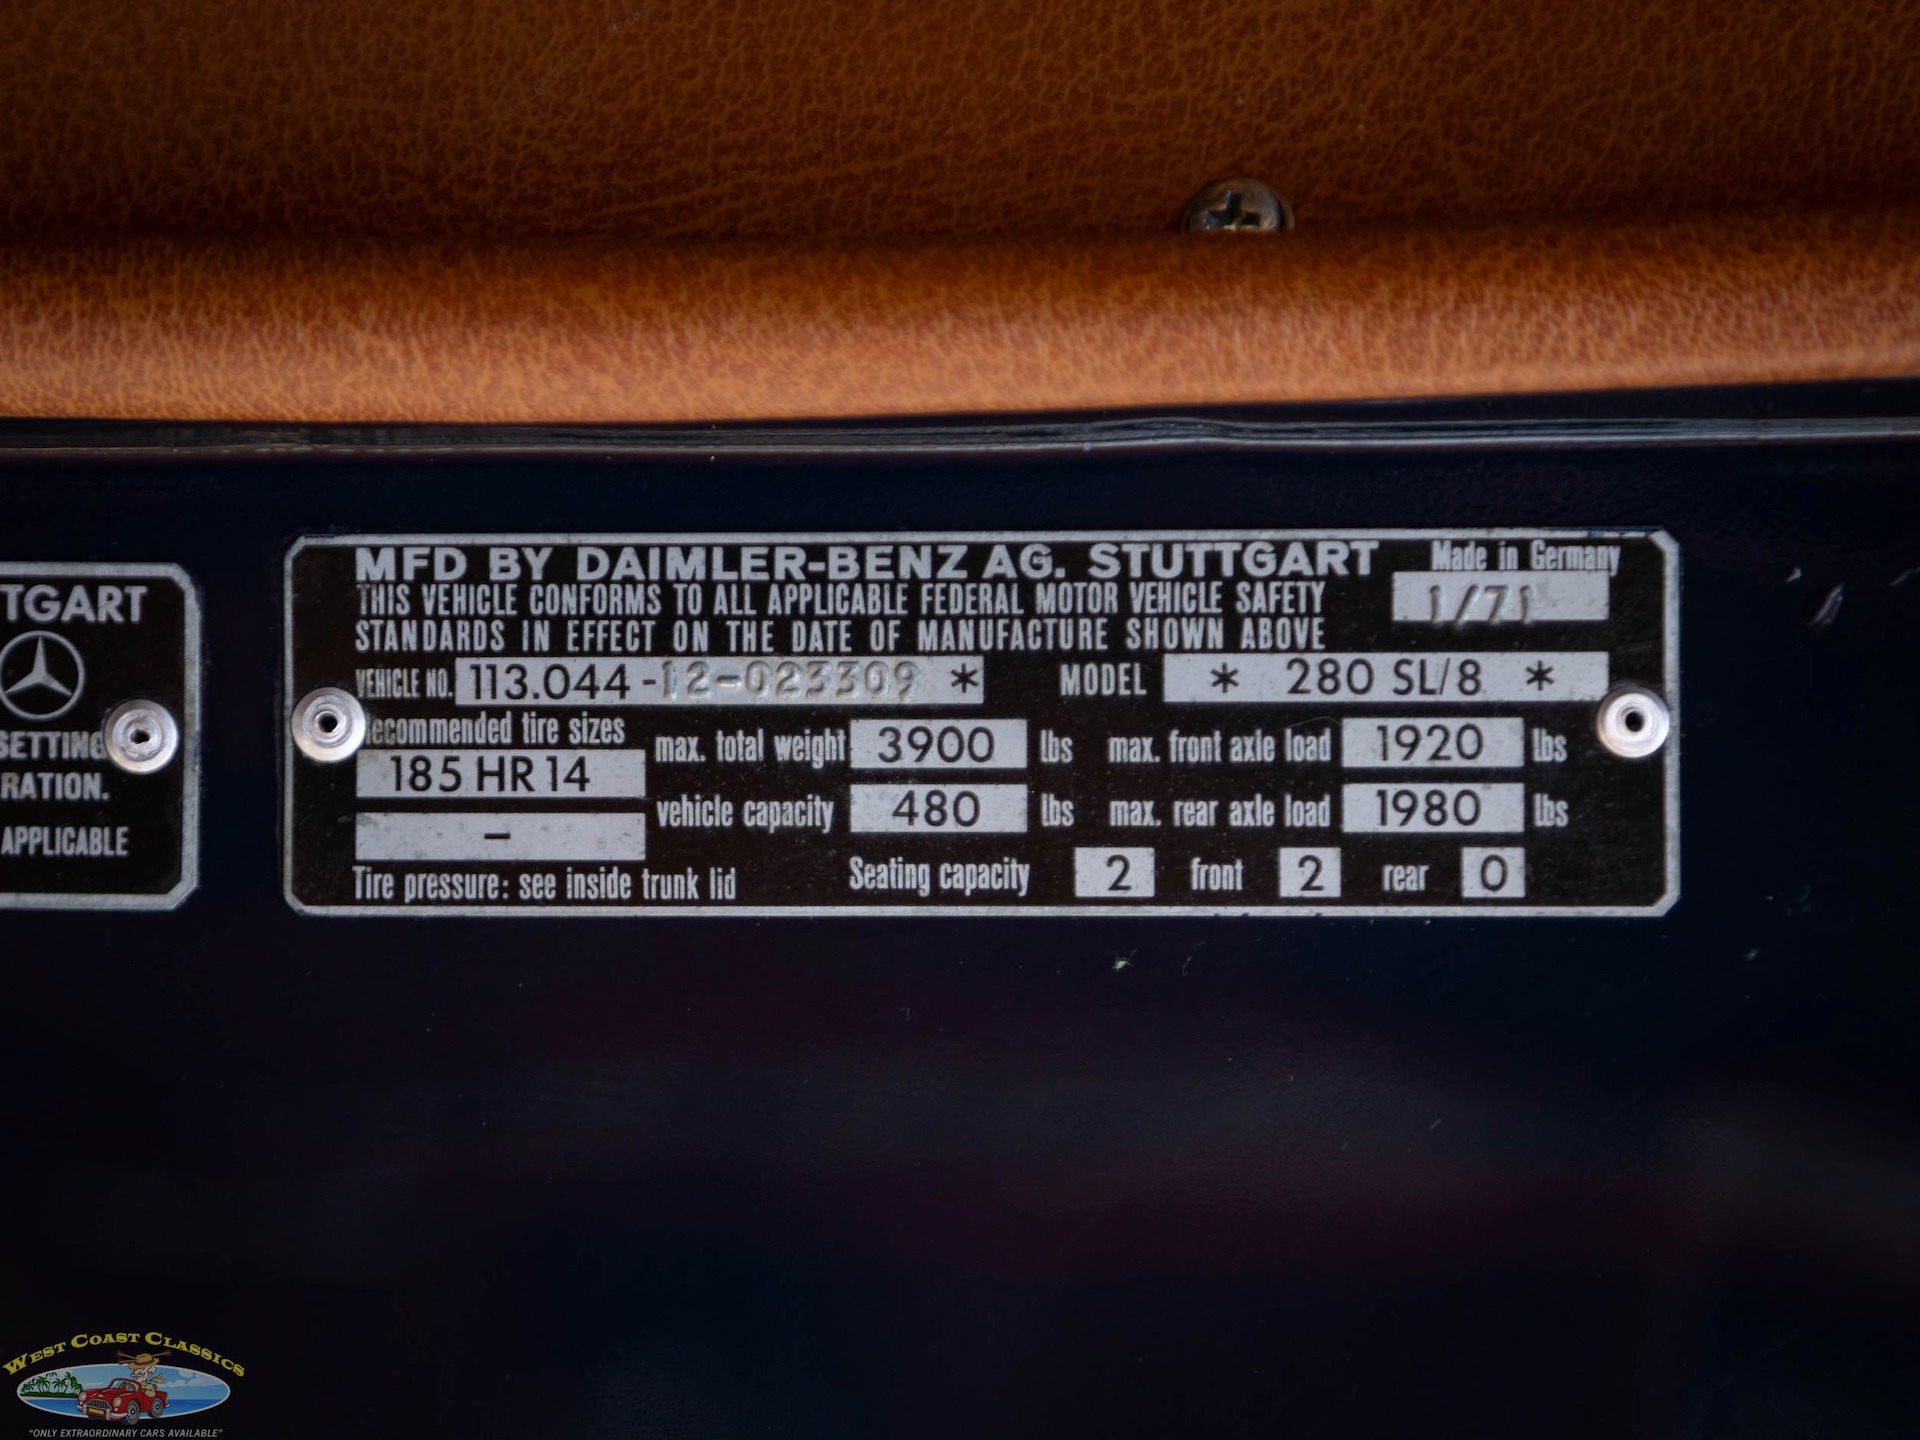 TGART
SETTING
RATION.
APPLICABLE
MFD BY DAIMLER-BENZ AG. STUTTGART
Made in Germany
THIS VEHICLE CONFORMS TO ALL APPLICABLE FEDERAL MOTOR VEHICLE SAFETY
1/71
STANDARDS IN EFFECT ON THE DATE OF MANUFACTURE SHOWN ABOVE
VEHICLE NO. 113.044-12-023309 * MODEL * 280 SL/8 *
ecommended tire sizes
185 HR 14
max. total weight 3900 lbs max. front axle load 1920 lbs
–
vehicle capacity 480 lbs max. rear axle load 1980 lbs
Tire pressure: see inside trunk lid
Seating capacity 2 front 2 rear 0
WEST COAST CLASSICS
"ONLY EXTRAORDINARY CARS AVAILABLE"